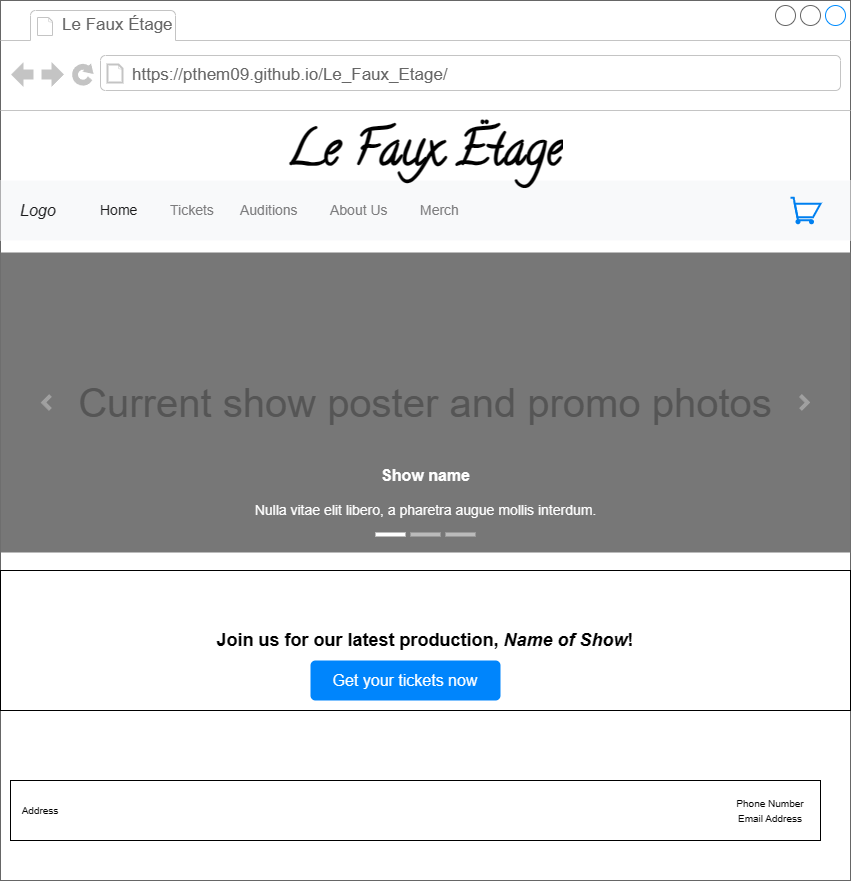 Le Faux Étage
https://pthem09.github.io/Le_Faux_Etage/
Le Faux Ëtage
Logo Home Tickets Auditions About Us Merch
Current show poster and promo photos
Show name
Nulla vitae elit libero, a pharetra augue mollis interdum.
Join us for our latest production, Name of Show!
Get your tickets now
Address
Phone Number
Email Address